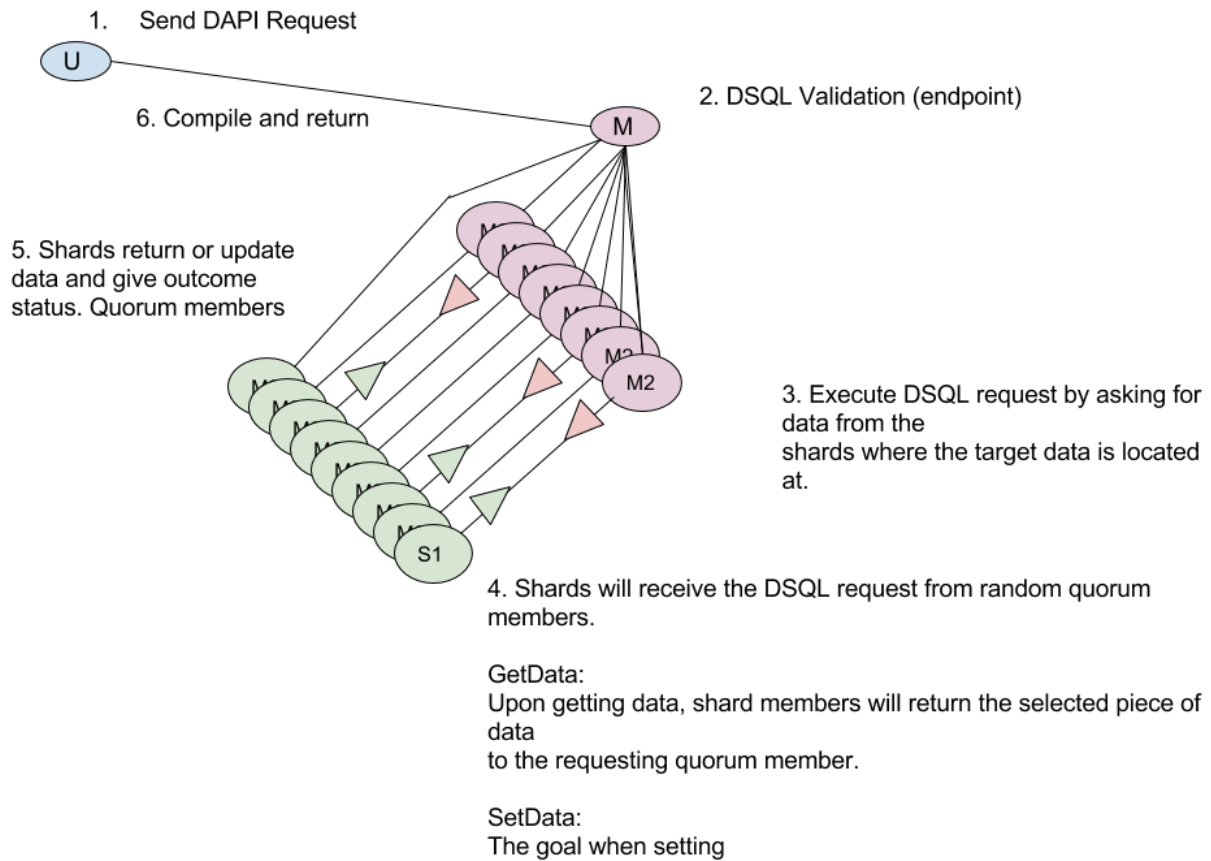 1. Send DAPI Request
U
2. DSQL Validation (endpoint)
6. Compile and return
M
5. Shards return or update
data and give outcome
status. Quorum members
M2
M2
3. Execute DSQL request by asking for
data from the
shards where the target data is located
at.
S1
4. Shards will receive the DSQL request from random quorum
members.
GetData:
Upon getting data, shard members will return the selected piece of
data
to the requesting quorum member.
SetData:
The goal when setting